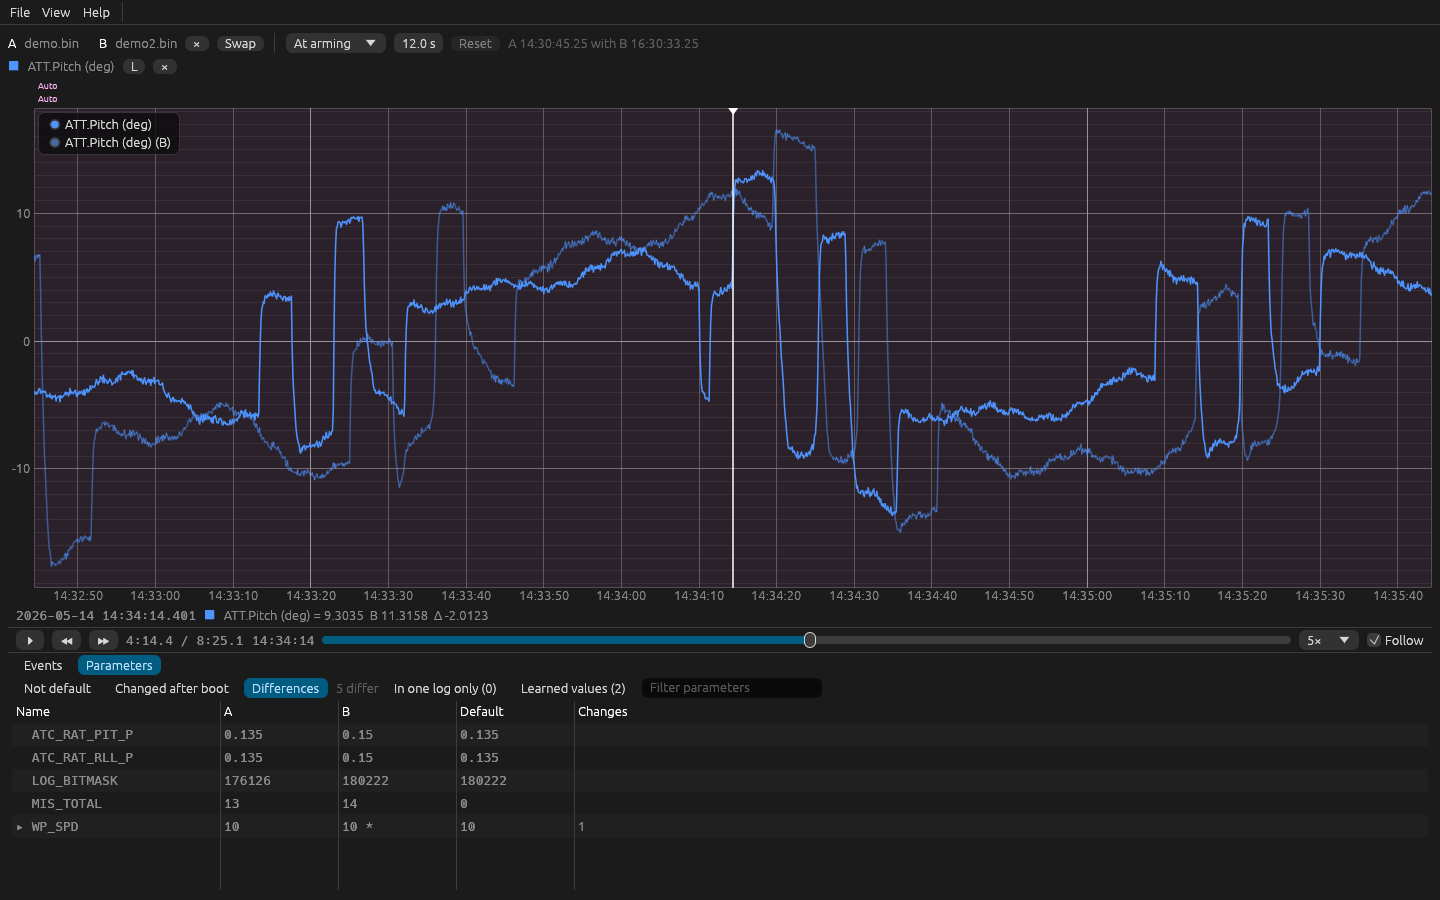 File View Help
A demo.bin B demo2.bin × Swap At arming 12.0 s Reset A 14:30:45.25 with B 16:30:33.25
ATT.Pitch (deg) L ×
Auto
Auto
ATT.Pitch (deg)
ATT.Pitch (deg) (B)
10
0
-10
14:32:50 14:33:00 14:33:10 14:33:20 14:33:30 14:33:40 14:33:50 14:34:00 14:34:10 14:34:20 14:34:30 14:34:40 14:34:50 14:35:00 14:35:10 14:35:20 14:35:30 14:35:40
2026-05-14 14:34:14.401 ATT.Pitch (deg) = 9.3035 B 11.3158 Δ -2.0123
4:14.4 / 8:25.1 14:34:14 5× Follow
Events Parameters
Not default Changed after boot Differences 5 differ In one log only (0) Learned values (2) Filter parameters
Name A B Default Changes
ATC_RAT_PIT_P 0.135 0.15 0.135
ATC_RAT_RLL_P 0.135 0.15 0.135
LOG_BITMASK 176126 180222 180222
MIS_TOTAL 13 14 0
WP_SPD 10 10 * 10 1